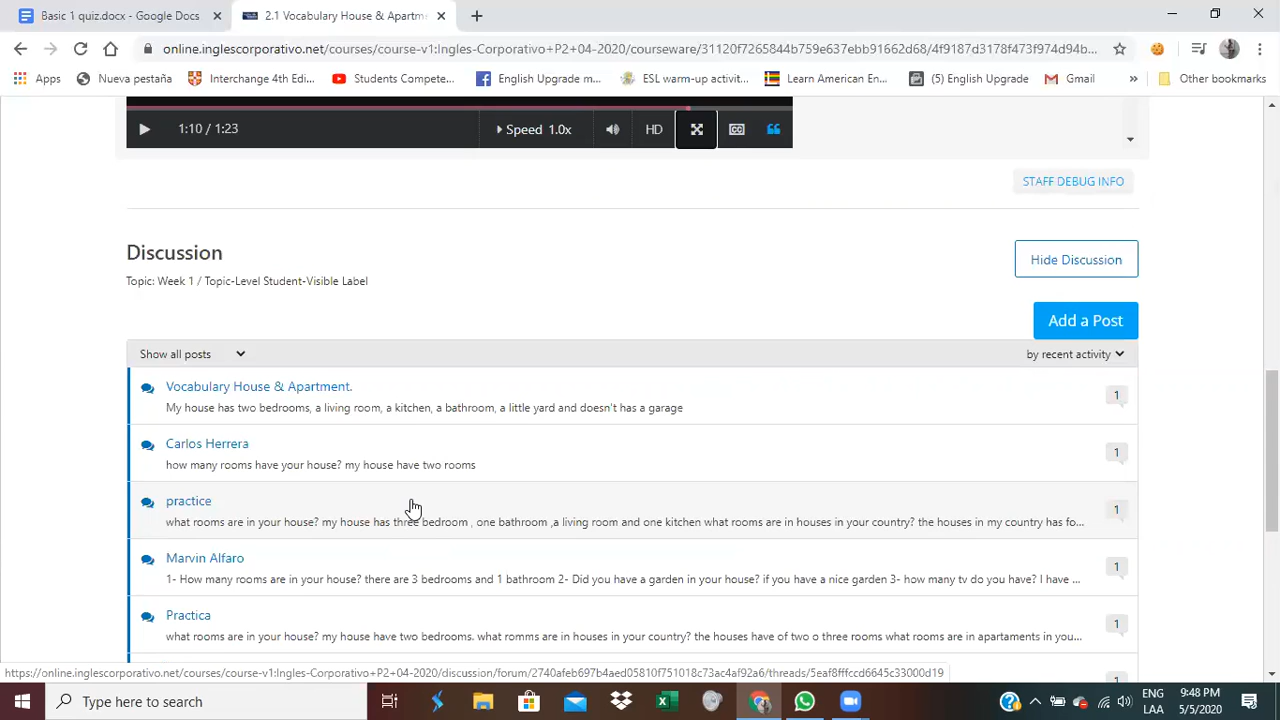 Basic 1 quiz.docx - Google Docs
2.1 Vocabulary House & Apartm
online.inglescorporativo.net/courses/course-v1:Ingles-Corporativo+P2+04-2020/courseware/31120f7265844b759e637ebb91662d68/4f9187d3178f473f974d94b...
Apps
Nueva pestaña
Interchange 4th Edi...
Students Compete...
English Upgrade m...
ESL warm-up activit...
Learn American En...
(5) English Upgrade
Gmail
»
Other bookmarks
1:10 / 1:23
Speed 1.0x
HD
STAFF DEBUG INFO
Discussion
Hide Discussion
Topic: Week 1 / Topic-Level Student-Visible Label
Add a Post
Show all posts
by recent activity
Vocabulary House & Apartment.
My house has two bedrooms, a living room, a kitchen, a bathroom, a little yard and doesn't has a garage
1
Carlos Herrera
how many rooms have your house? my house have two rooms
1
practice
what rooms are in your house? my house has three bedroom , one bathroom ,a living room and one kitchen what rooms are in houses in your country? the houses in my country has fo...
1
Marvin Alfaro
1- How many rooms are in your house? there are 3 bedrooms and 1 bathroom 2- Did you have a garden in your house? if you have a nice garden 3- how many tv do you have? I have ...
1
Practica
what rooms are in your house? my house have two bedrooms. what romms are in houses in your country? the houses have of two o three rooms what rooms are in apartaments in you...
1
https://online.inglescorporativo.net/courses/course-v1:Ingles-Corporativo+P2+04-2020/discussion/forum/2740afeb697b4aed05810f751018c73ac4af92a6/threads/5eaf8fffccd6645c33000d19
Type here to search
ENG
LAA
9:48 PM
5/5/2020